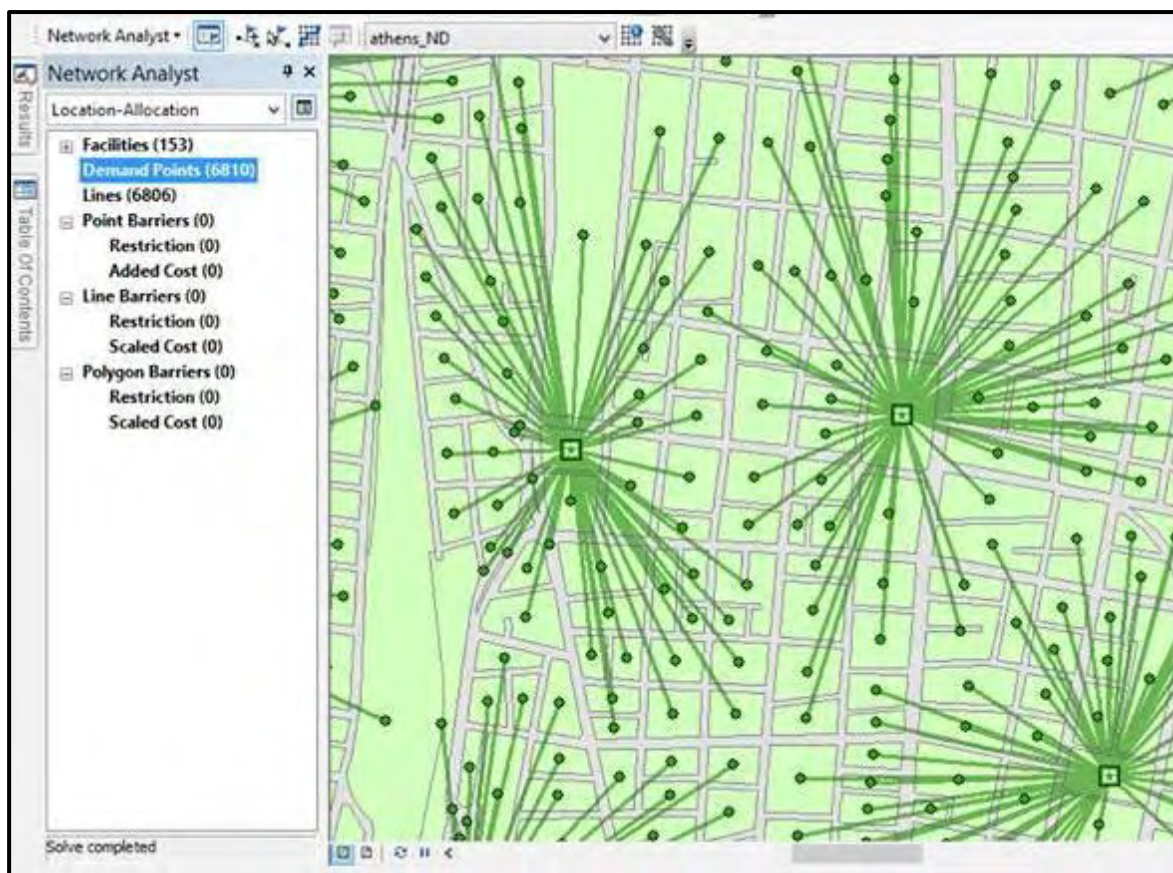 Network Analyst athens_ND
Network Analyst
Location-Allocation
Results
Table Of Contents
Facilities (153)
Demand Points (6810)
Lines (6806)
Point Barriers (0)
Restriction (0)
Added Cost (0)
Line Barriers (0)
Restriction (0)
Scaled Cost (0)
Polygon Barriers (0)
Restriction (0)
Scaled Cost (0)
Solve completed